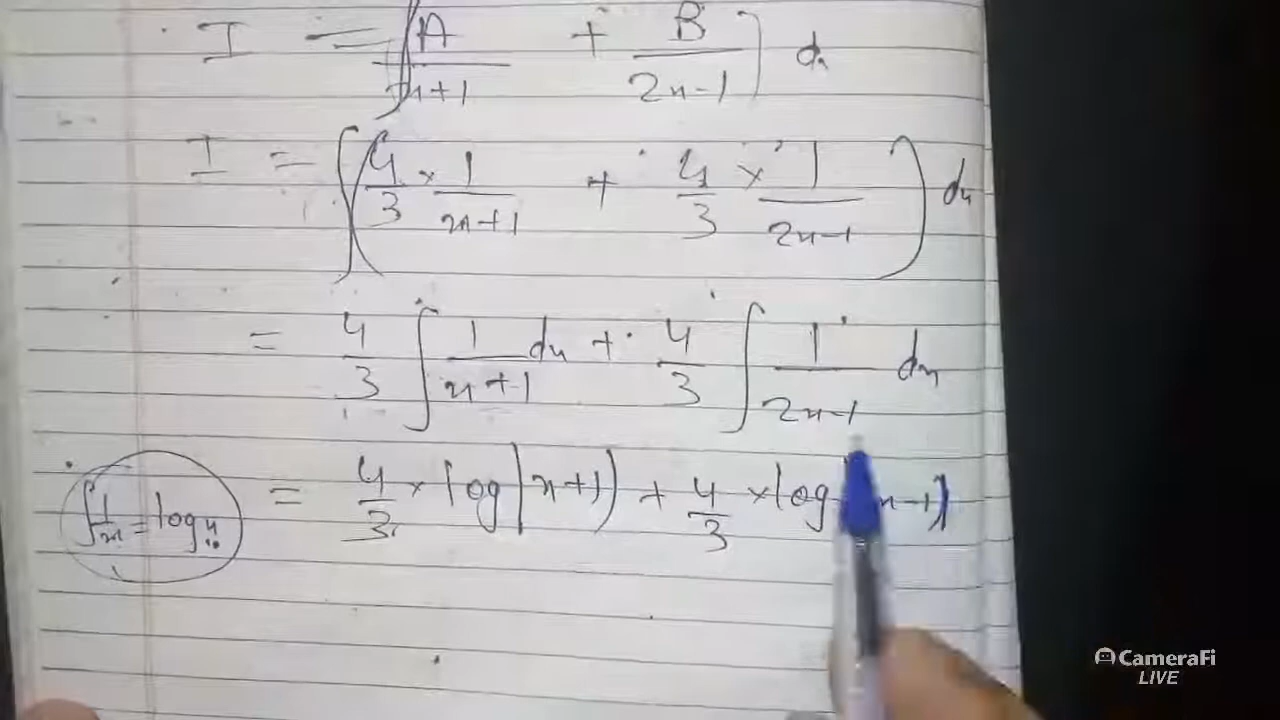 I = ∫[A/(x+1) + B/(2x-1)] dx
I = ∫(4/3 × 1/(x+1) + 4/3 × 1/(2x-1)) dx
= 4/3 ∫ 1/(x+1) dx + 4/3 ∫ 1/(2x-1) dx
∫ 1/x = log x
= 4/3 × log|x+1| + 4/3 × log x-1|
CameraFi
LIVE